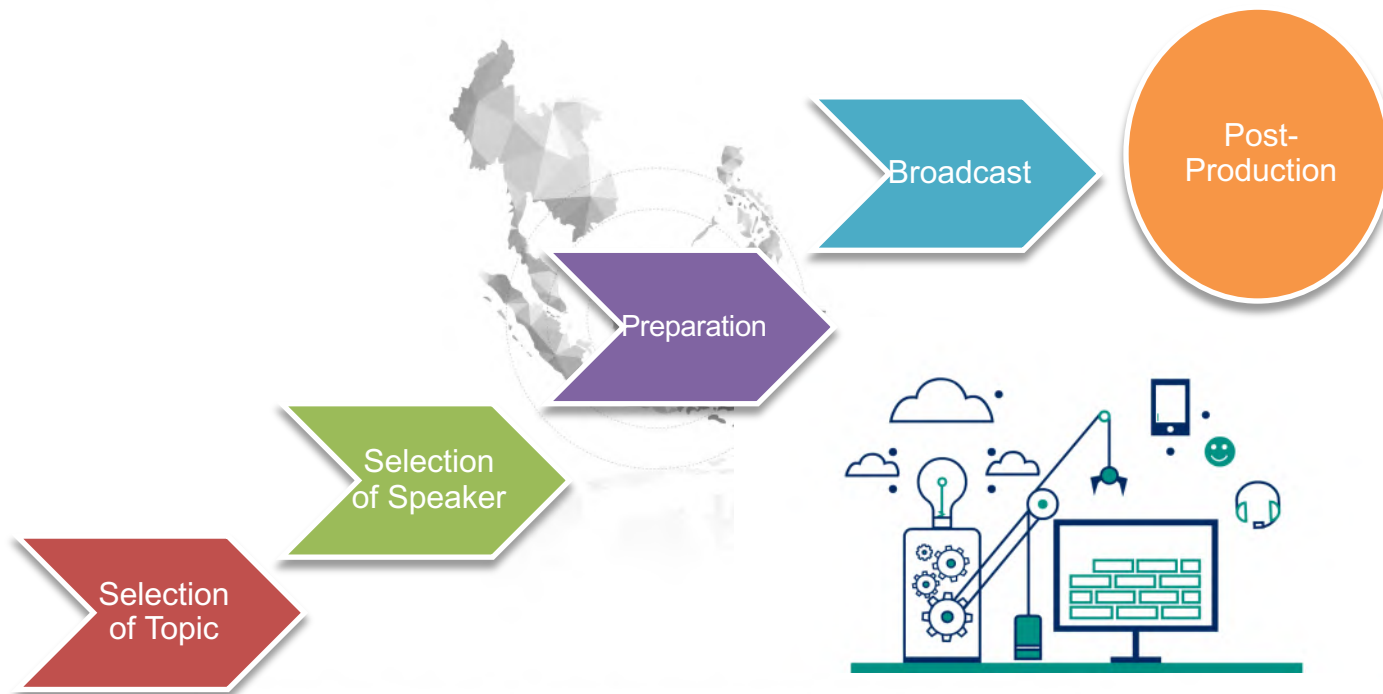 Selection
of Topic
Selection
of Speaker
Preparation
Broadcast
Post-
Production